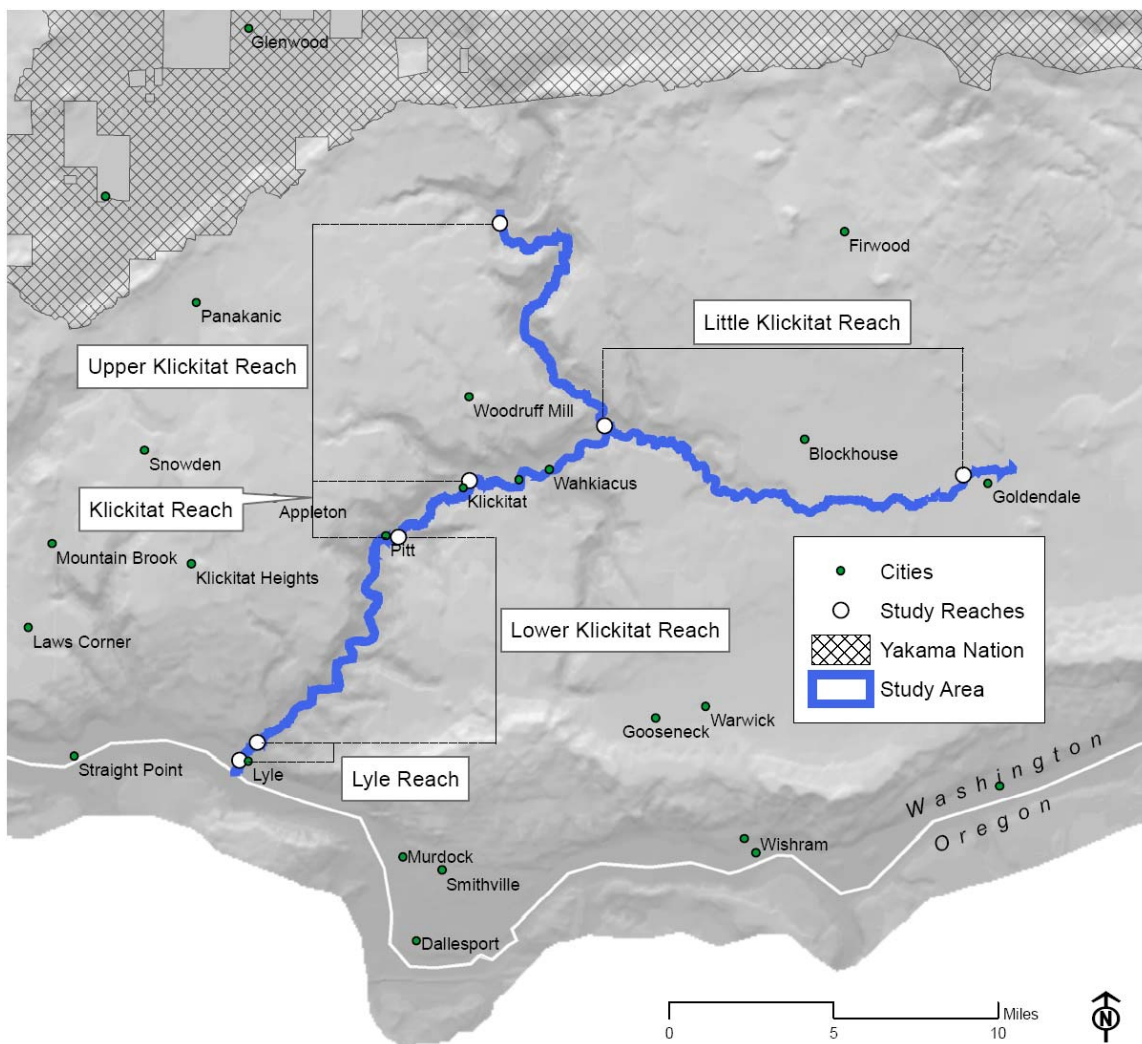 Glenwood
Firwood
Panakanic
Little Klickitat Reach
Upper Klickitat Reach
Woodruff Mill
Blockhouse
Snowden
Wahkiacus
Klickitat
Goldendale
Klickitat Reach
Appleton
Pitt
Mountain Brook
Klickitat Heights
Cities
Study Reaches
Lower Klickitat Reach
Laws Corner
Yakama Nation
Study Area
Warwick
Gooseneck
Straight Point
Lyle
Lyle Reach
Washington
Oregon
Murdock
Wishram
Smithville
Dallesport
Miles
0 5 10
N